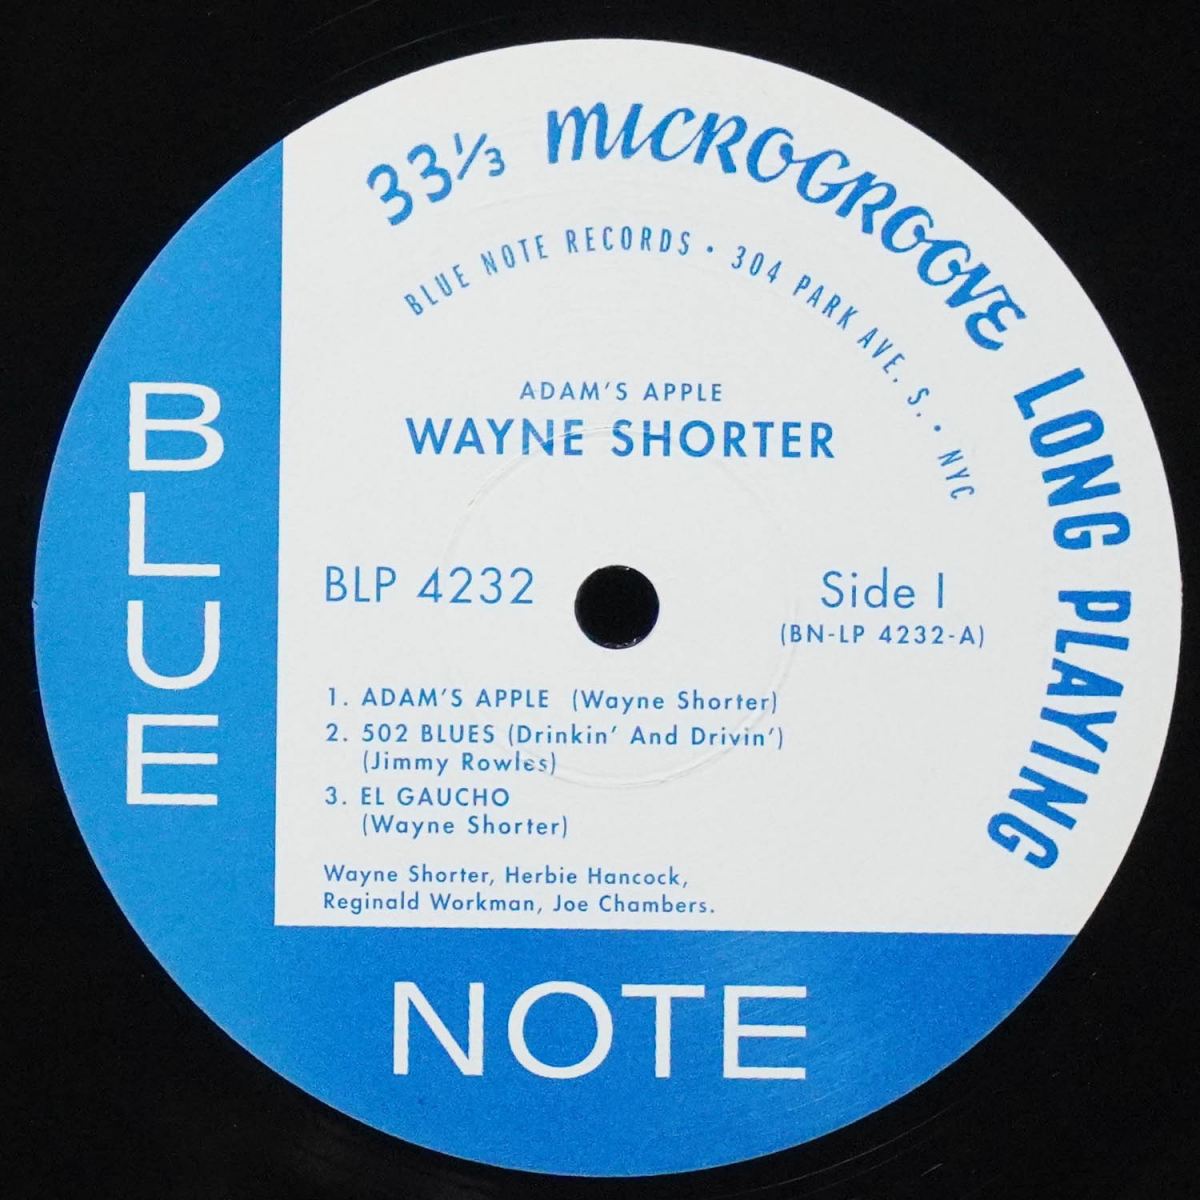 33⅓ MICROGROOVE LONG PLAYING
BLUE NOTE RECORDS · 304 PARK AVE. S. · NYC
ADAM'S APPLE
WAYNE SHORTER
BLP 4232
Side I
(BN-LP 4232-A)
1. ADAM'S APPLE (Wayne Shorter)
2. 502 BLUES (Drinkin' And Drivin')
(Jimmy Rowles)
3. EL GAUCHO
(Wayne Shorter)
Wayne Shorter, Herbie Hancock,
Reginald Workman, Joe Chambers.
BLUE
NOTE